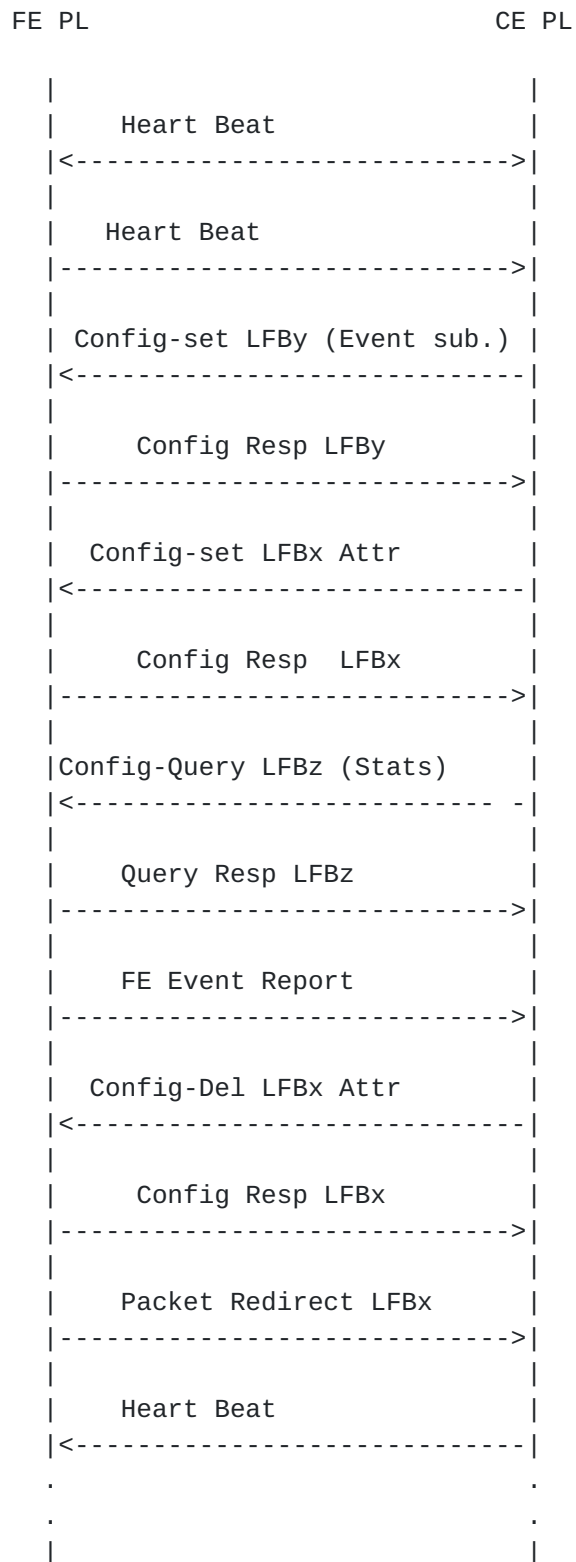 FE PL CE PL
Heart Beat
Heart Beat
Config-set LFBy (Event sub.)
Config Resp LFBy
Config-set LFBx Attr
Config Resp  LFBx
Config-Query LFBz (Stats)
Query Resp LFBz
FE Event Report
Config-Del LFBx Attr
Config Resp LFBx
Packet Redirect LFBx
Heart Beat